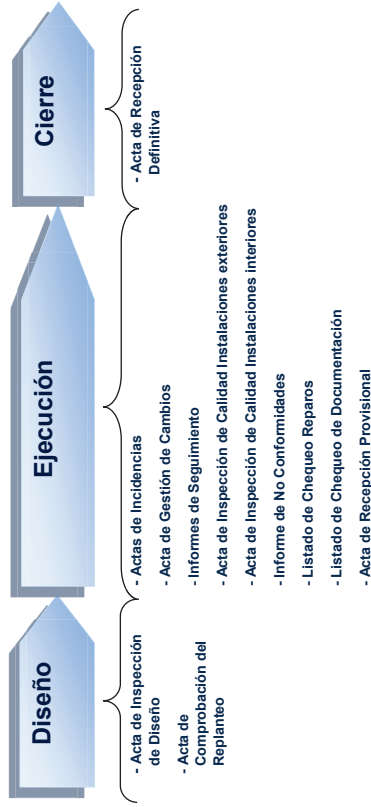 Diseño
- Acta de Inspección
de Diseño
- Acta de
Comprobación del
Replanteo
Ejecución
- Actas de Incidencias
- Acta de Gestión de Cambios
- Informes de Seguimiento
- Acta de Inspección de Calidad Instalaciones exteriores
- Acta de Inspección de Calidad Instalaciones interiores
- Informe de No Conformidades
- Listado de Chequeo Reparos
- Listado de Chequeo de Documentación
- Acta de Recepción Provisional
Cierre
- Acta de Recepción
Definitiva